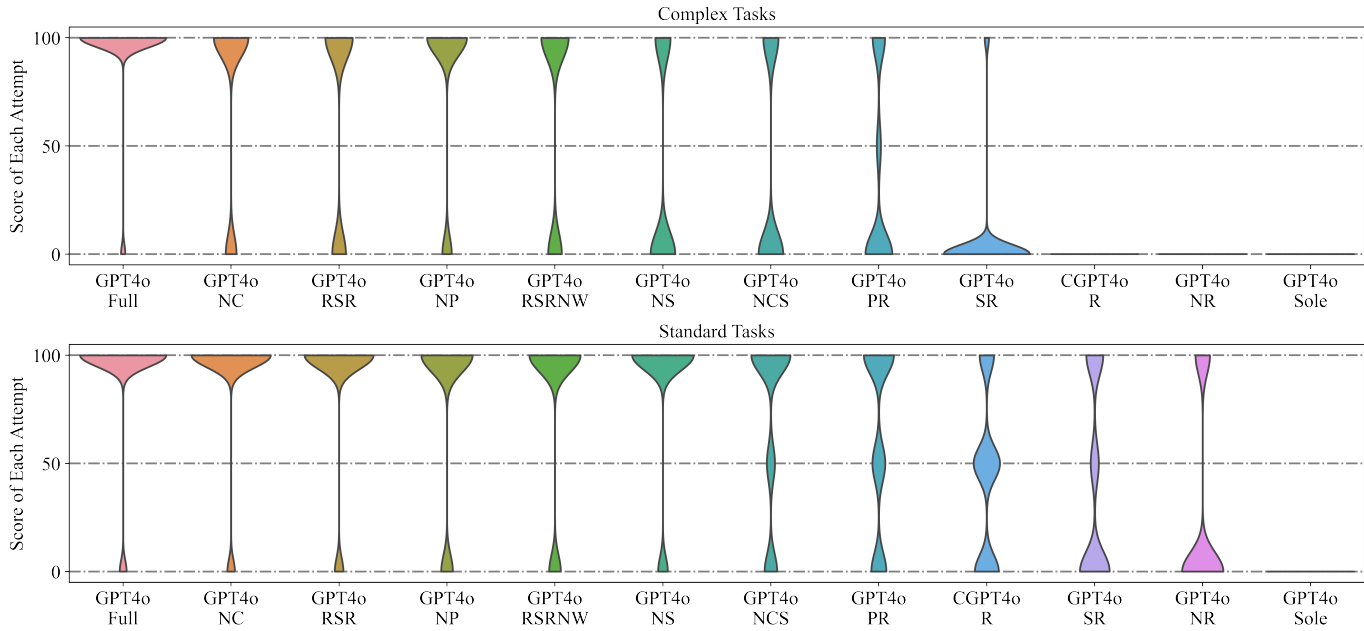 Complex Tasks
Score of Each Attempt
100
50
0
GPT4o Full
GPT4o NC
GPT4o RSR
GPT4o NP
GPT4o RSRNW
GPT4o NS
GPT4o NCS
GPT4o PR
GPT4o SR
CGPT4o R
GPT4o NR
GPT4o Sole
Standard Tasks
Score of Each Attempt
100
50
0
GPT4o Full
GPT4o NC
GPT4o RSR
GPT4o NP
GPT4o RSRNW
GPT4o NS
GPT4o NCS
GPT4o PR
CGPT4o R
GPT4o SR
GPT4o NR
GPT4o Sole